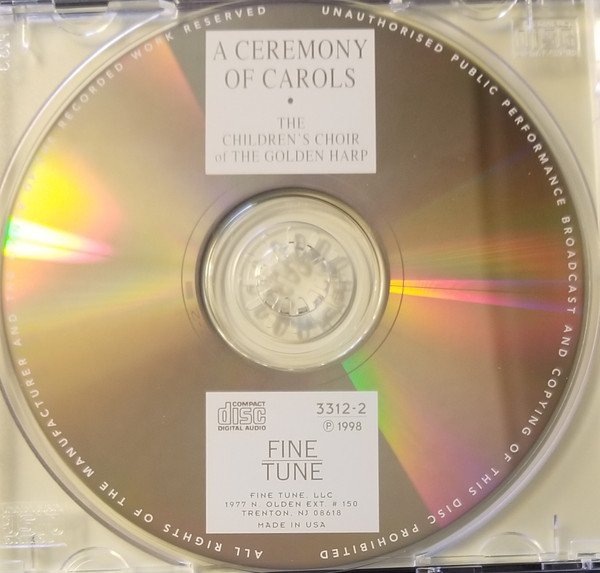 A CEREMONY
OF CAROLS
•
THE
CHILDREN'S CHOIR
of THE GOLDEN HARP
COMPACT
disc
DIGITAL AUDIO
3312-2
℗ 1998
FINE
TUNE
FINE TUNE, LLC
1977 N. OLDEN EXT. # 150
TRENTON, NJ 08618
MADE IN USA
ALL RIGHTS OF THE MANUFACTURER AND RECORDED WORK RESERVED
UNAUTHORISED PUBLIC PERFORMANCE BROADCAST AND COPYING OF THIS DISC PROHIBITED